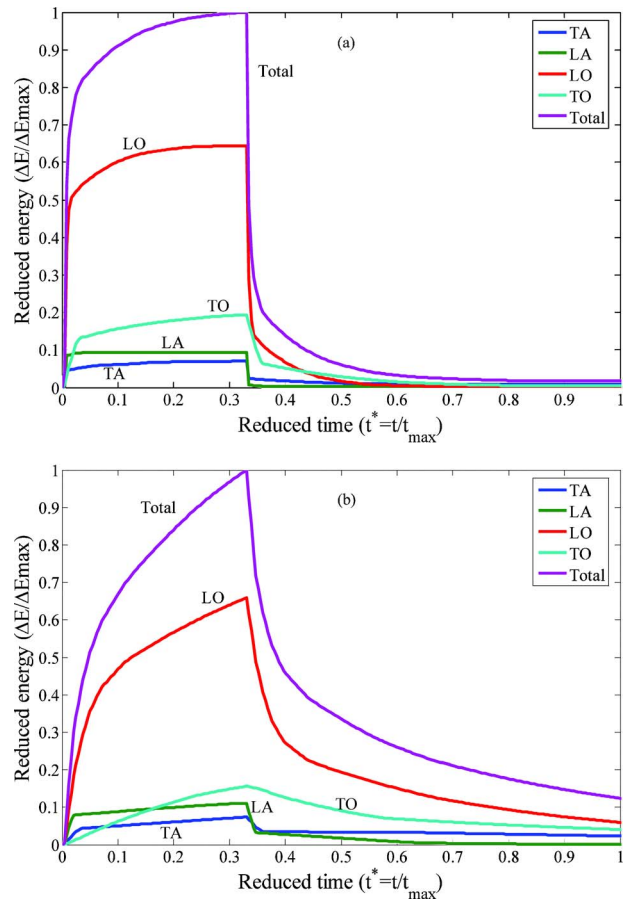 1
0.9
0.8
0.7
0.6
0.5
0.4
0.3
0.2
0.1
0
Reduced energy (ΔE/ΔEmax)
(a)
Total
LO
TO
LA
TA
TA
LA
LO
TO
Total
0 0.1 0.2 0.3 0.4 0.5 0.6 0.7 0.8 0.9 1
Reduced time (t*=t/tmax)
1
0.9
0.8
0.7
0.6
0.5
0.4
0.3
0.2
0.1
0
Reduced energy (ΔE/ΔEmax)
(b)
Total
LO
LA
TO
TA
TA
LA
LO
TO
Total
0 0.1 0.2 0.3 0.4 0.5 0.6 0.7 0.8 0.9 1
Reduced time (t*=t/tmax)